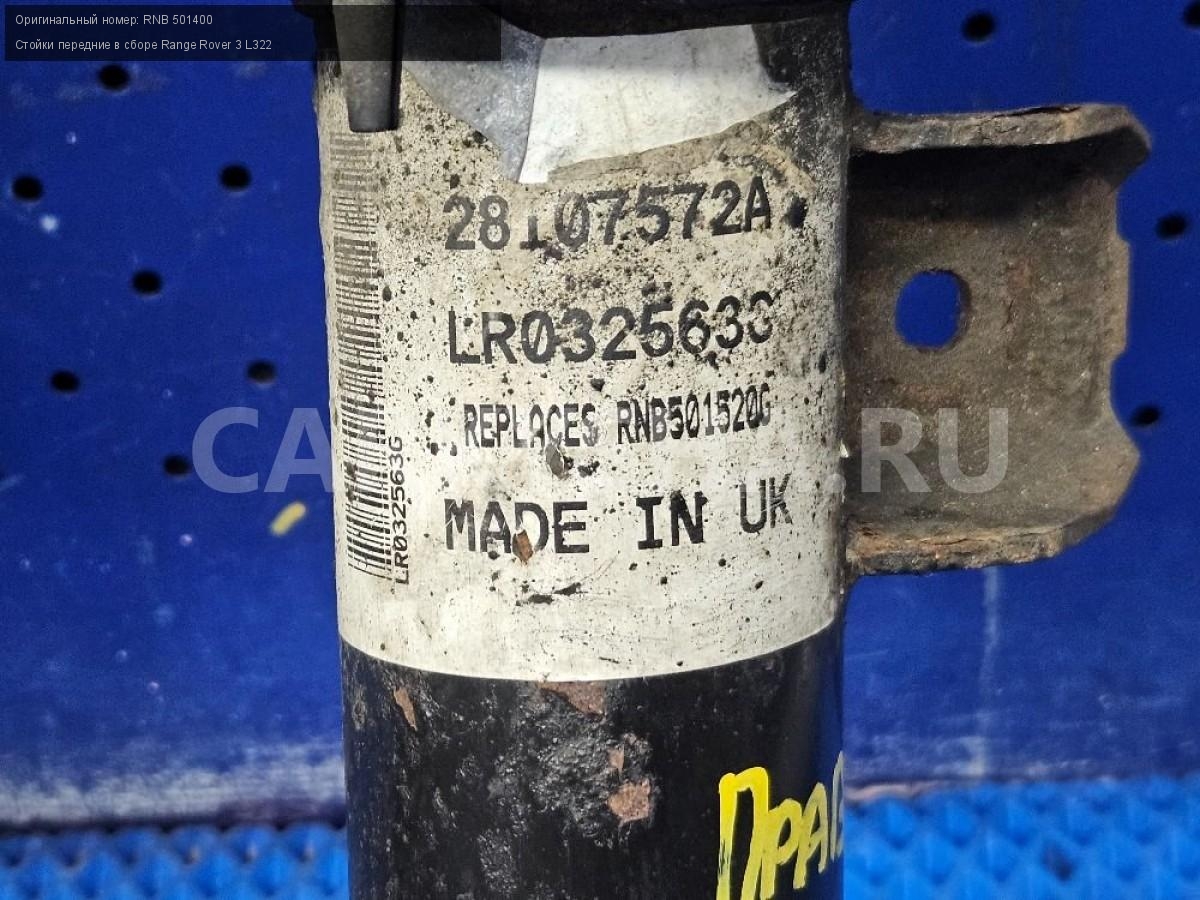 Оригинальный номер: RNB 501400
Стойки передние в сборе Range Rover 3 L322
28107572A
LR032563G
REPLACES RNB501520G
MADE IN UK
LR032563G
.RU